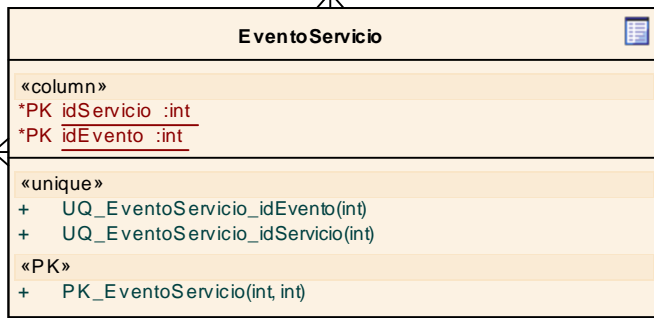 EventoServicio
«column»
*PK idServicio :int
*PK idEvento :int
«unique»
+ UQ_EventoServicio_idEvento(int)
+ UQ_EventoServicio_idServicio(int)
«PK»
+ PK_EventoServicio(int, int)